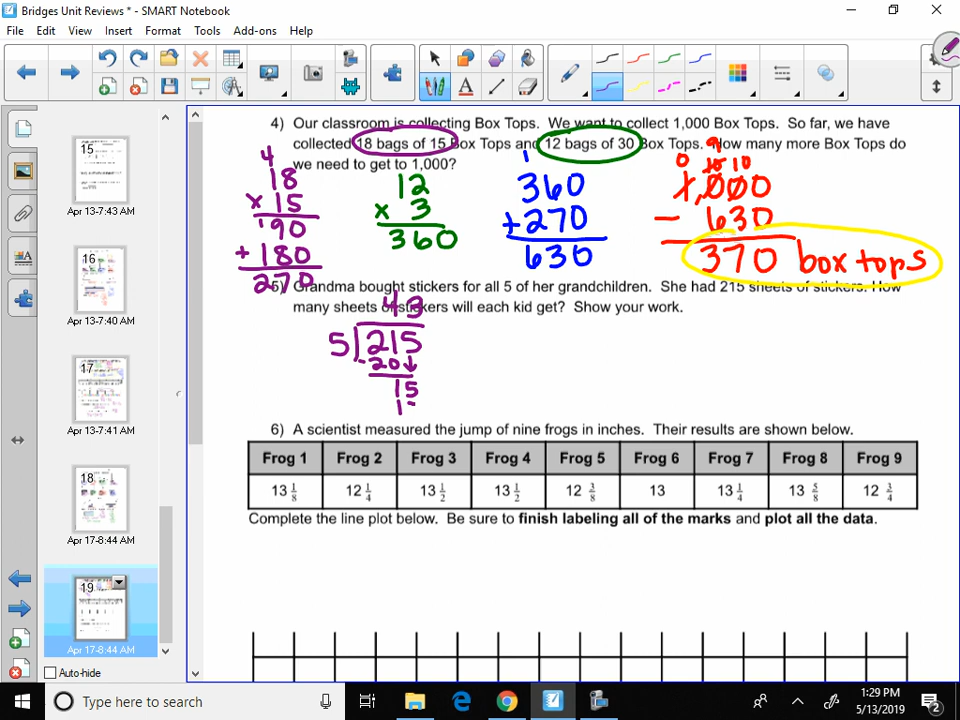 Bridges Unit Reviews * - SMART Notebook
File Edit View Insert Format Tools Add-ons Help
15
Apr 13-7:43 AM
16
Apr 13-7:40 AM
17
Apr 13-7:41 AM
18
Apr 17-8:44 AM
19
Apr 17-8:44 AM
Auto-hide
4) Our classroom is collecting Box Tops. We want to collect 1,000 Box Tops. So far, we have
collected 18 bags of 15 Box Tops and 12 bags of 30 Box Tops. How many more Box Tops do
we need to get to 1,000?
4
18
x 15
190
+ 180
270
12
x 3
360
1
360
+270
630
9
0 10 10
1,000
- 630
370 box tops
5) Grandma bought stickers for all 5 of her grandchildren. She had 215 sheets of stickers. How
many sheets of stickers will each kid get? Show your work.
43
5 215
-20
15
1
6) A scientist measured the jump of nine frogs in inches. Their results are shown below.
Frog 1 Frog 2 Frog 3 Frog 4 Frog 5 Frog 6 Frog 7 Frog 8 Frog 9
13 1/8 12 1/4 13 1/2 13 1/2 12 3/8 13 13 1/4 13 5/8 12 3/4
Complete the line plot below. Be sure to finish labeling all of the marks and plot all the data.
Type here to search
1:29 PM
5/13/2019
2